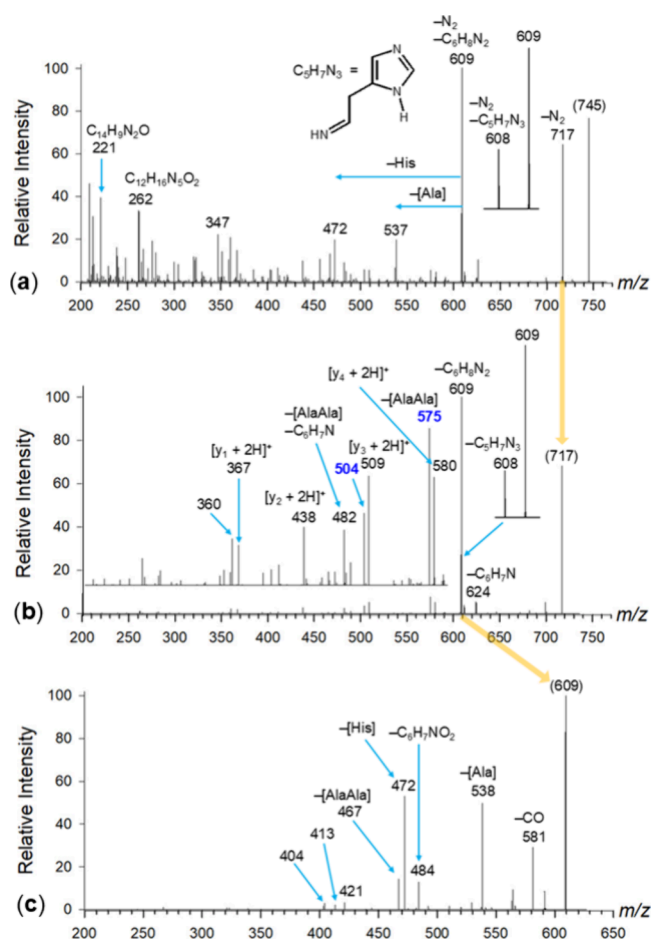 –N2
–C6H8N2
609
609
C5H7N3 =
N
N
H
HN
–N2
–C5H7N3
608
–N2
717
(745)
C14H9N2O
221
C12H16N5O2
262
–His
–[Ala]
347
472
537
Relative Intensity
100
80
60
40
20
0
200 250 300 350 400 450 500 550 600 650 700 750
m/z
(a)
609
[y4 + 2H]+
–C6H8N2
609
–[AlaAla]
575
–[AlaAla]
–C6H7N
–C5H7N3
608
(717)
[y1 + 2H]+
367
[y3 + 2H]+
504
509
580
360
[y2 + 2H]+
438
482
–C6H7N
624
Relative Intensity
100
80
60
40
20
0
200 250 300 350 400 450 500 550 600 650 700 750
m/z
(b)
(609)
–[His]
–C6H7NO2
472
–[Ala]
538
–[AlaAla]
467
–CO
581
413
404
421
484
Relative Intensity
100
80
60
40
20
0
200 250 300 350 400 450 500 550 600
m/z
(c)